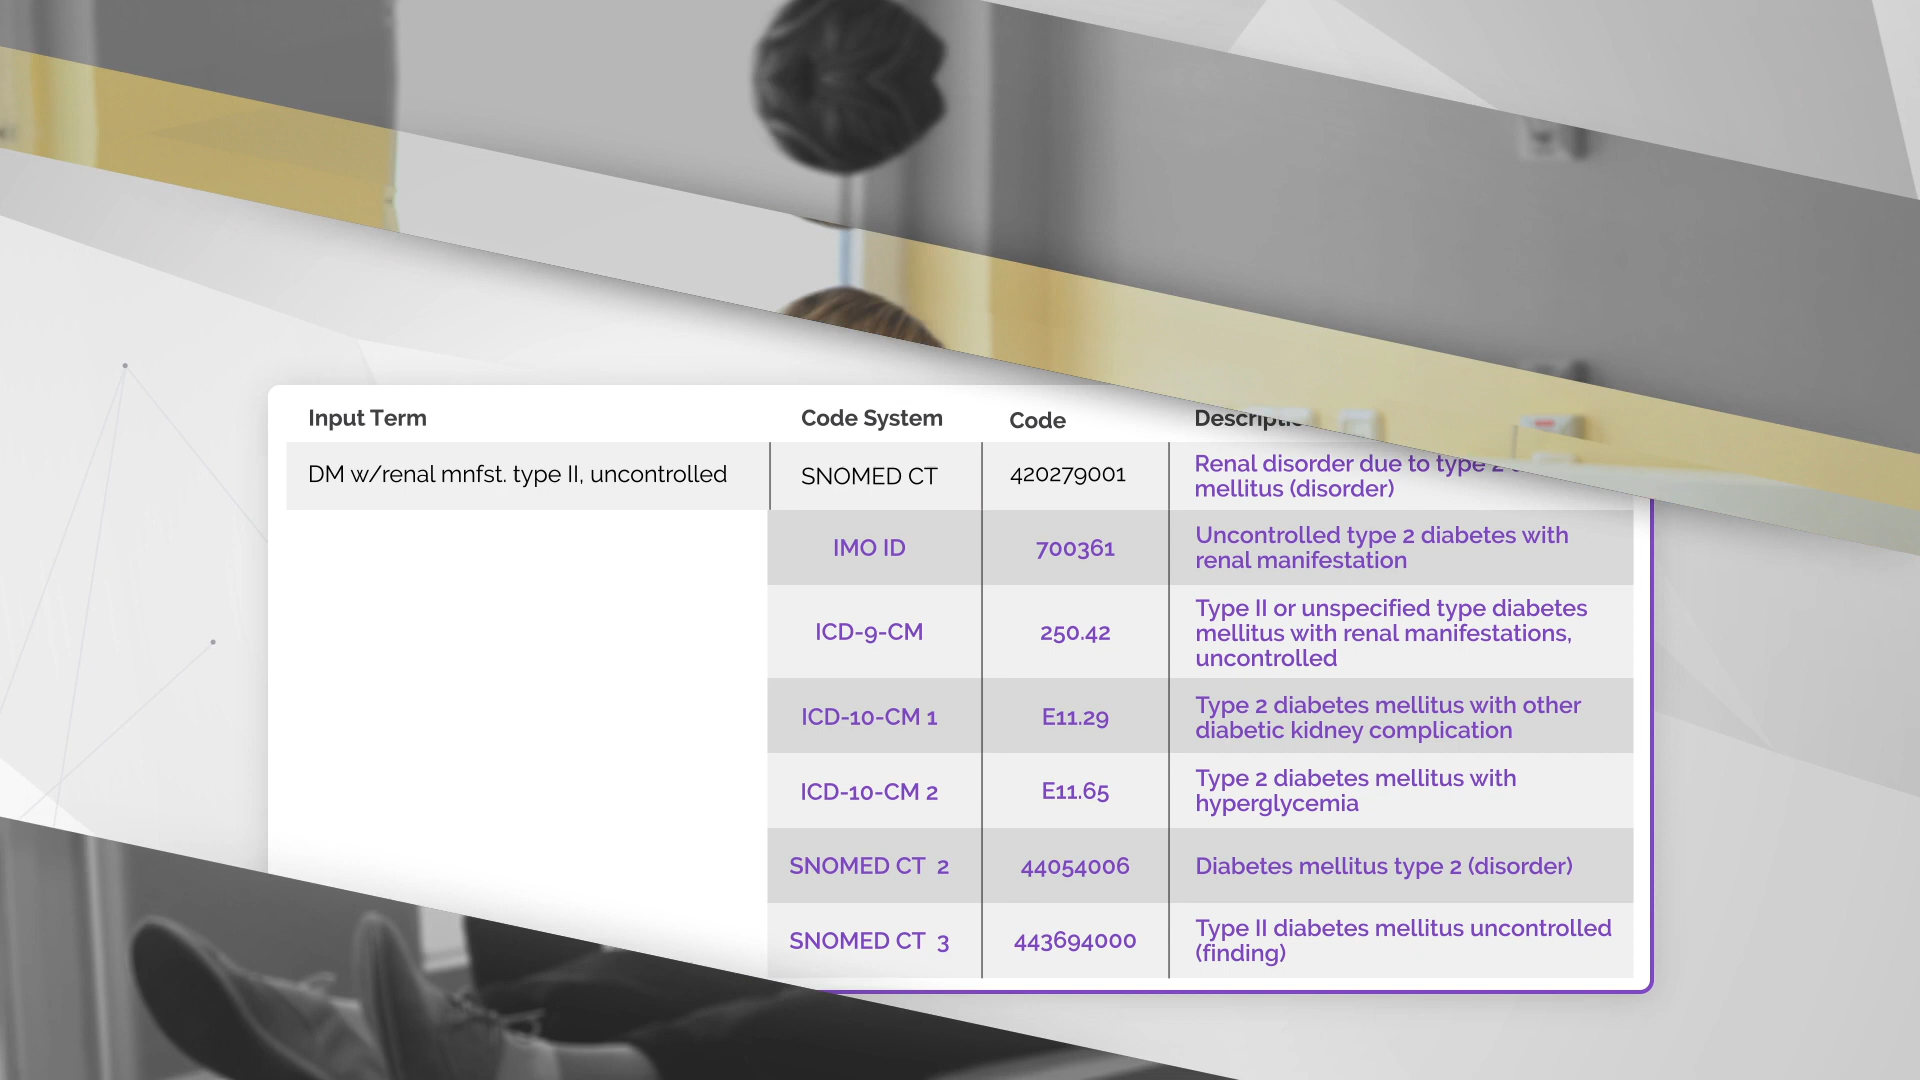 Input Term
Code System
Code
DM w/renal mnfst. type II, uncontrolled
SNOMED CT
420279001
Renal disorder due to type 2
mellitus (disorder)
IMO ID
700361
Uncontrolled type 2 diabetes with
renal manifestation
ICD-9-CM
250.42
Type II or unspecified type diabetes
mellitus with renal manifestations,
uncontrolled
ICD-10-CM 1
E11.29
Type 2 diabetes mellitus with other
diabetic kidney complication
ICD-10-CM 2
E11.65
Type 2 diabetes mellitus with
hyperglycemia
SNOMED CT 2
44054006
Diabetes mellitus type 2 (disorder)
SNOMED CT 3
443694000
Type II diabetes mellitus uncontrolled
(finding)